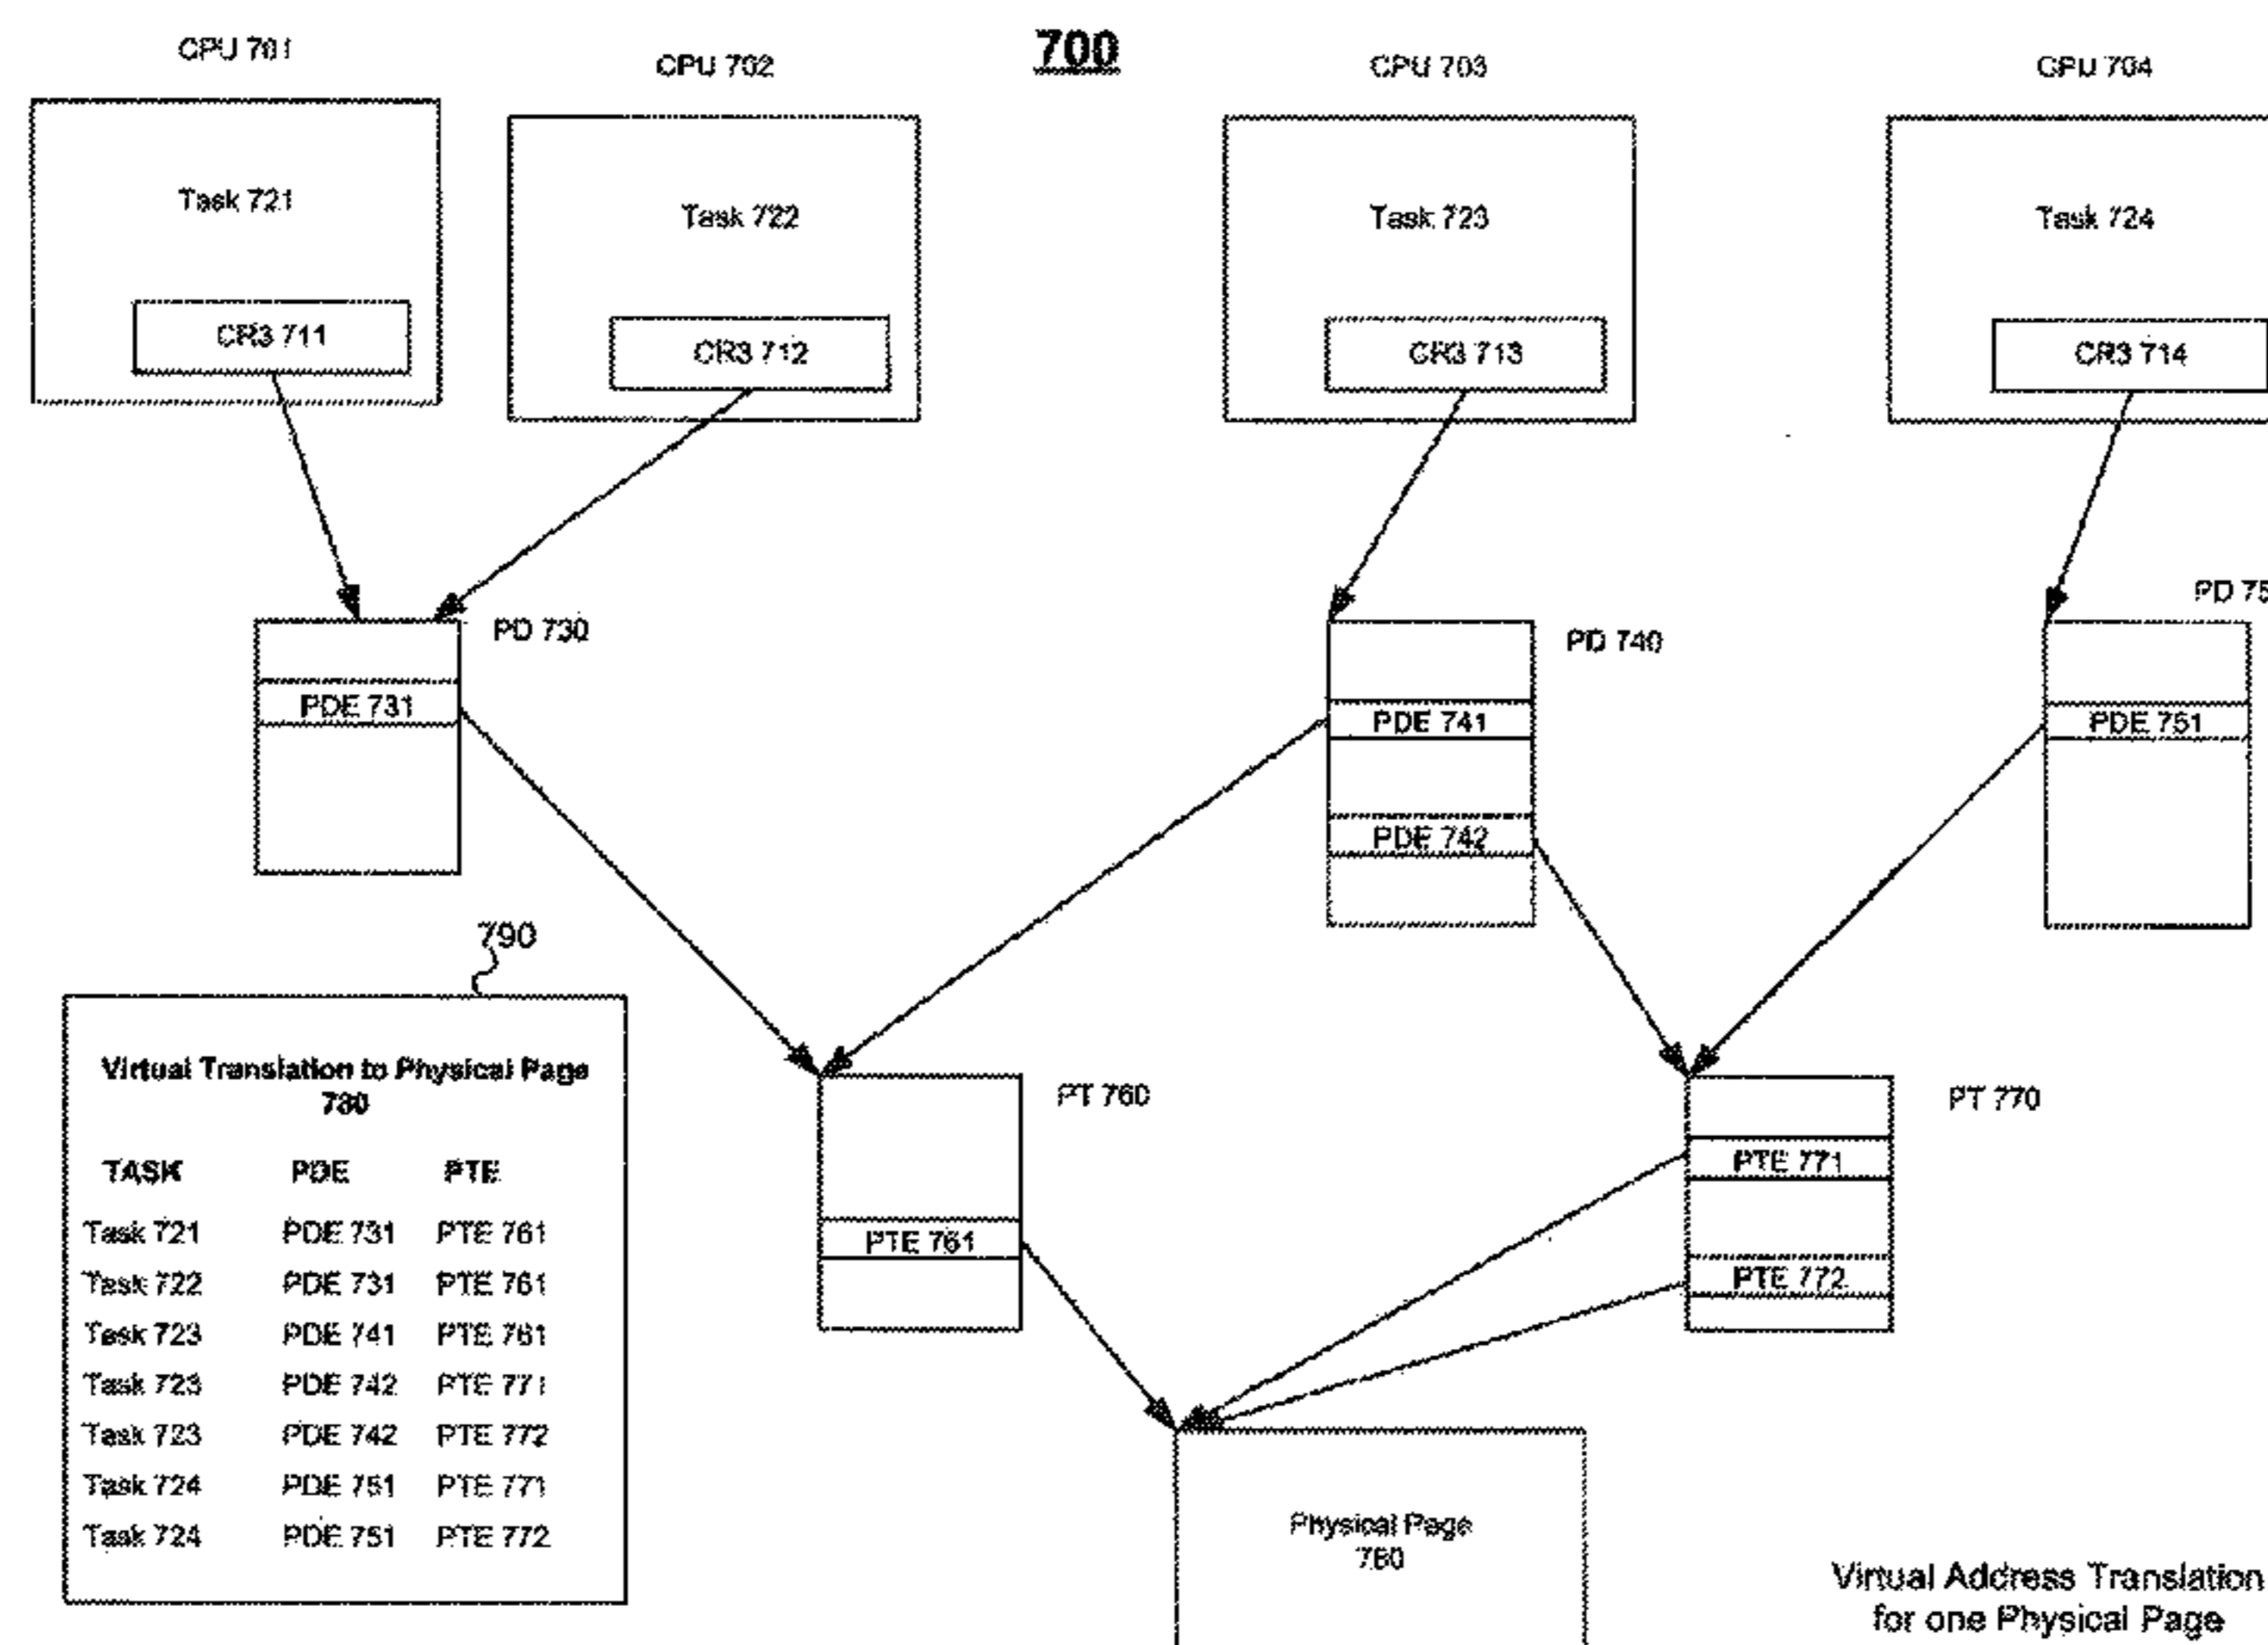 700
CPU 701
CPU 702
CPU 703
CPU 704
Task 721
Task 722
Task 723
Task 724
CR3 711
CR3 712
CR3 713
CR3 714
PD 730
PD 740
PD 75
PDE 731
PDE 741
PDE 751
PDE 742
790
Virtual Translation to Physical Page
780
TASK PDE PTE
Task 721 PDE 731 PTE 761
Task 722 PDE 731 PTE 761
Task 723 PDE 741 PTE 761
Task 723 PDE 742 PTE 771
Task 723 PDE 742 PTE 772
Task 724 PDE 751 PTE 771
Task 724 PDE 751 PTE 772
PT 760
PT 770
PTE 761
PTE 771
PTE 772
Physical Page
780
Virtual Address Translation
for one Physical Page